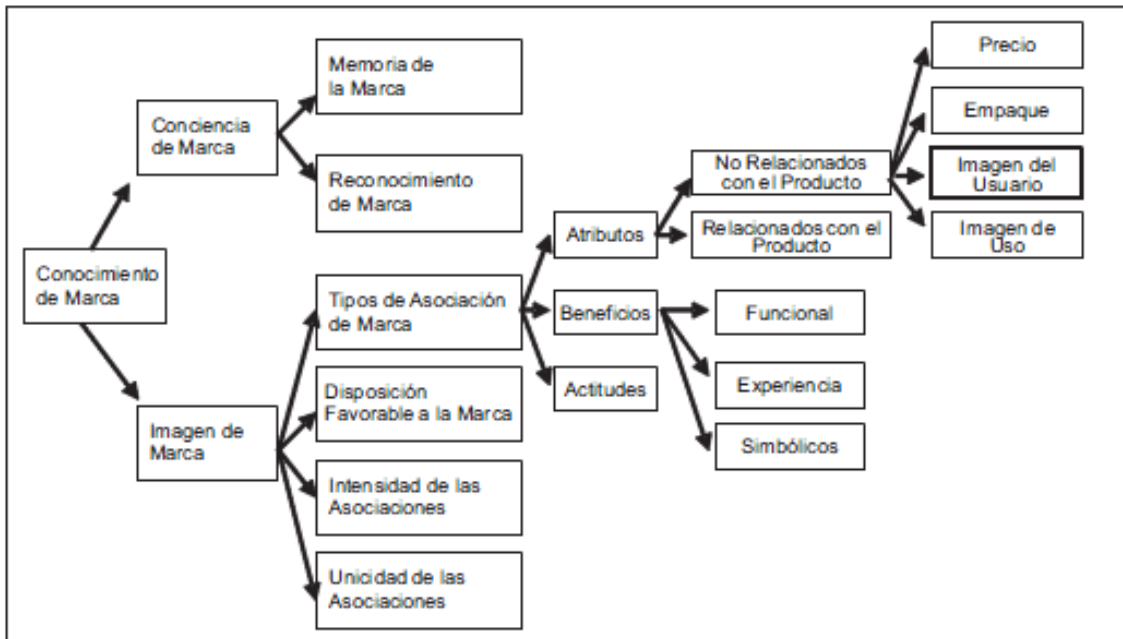 Conocimiento
de Marca
Conciencia
de Marca
Imagen de
Marca
Memoria de
la Marca
Reconocimiento
de Marca
Tipos de Asociación
de Marca
Disposición
Favorable a la Marca
Intensidad de las
Asociaciones
Unicidad de las
Asociaciones
Atributos
Beneficios
Actitudes
No Relacionados
con el Producto
Relacionados con el
Producto
Funcional
Experiencia
Simbólicos
Precio
Empaque
Imagen del
Usuario
Imagen de
Uso